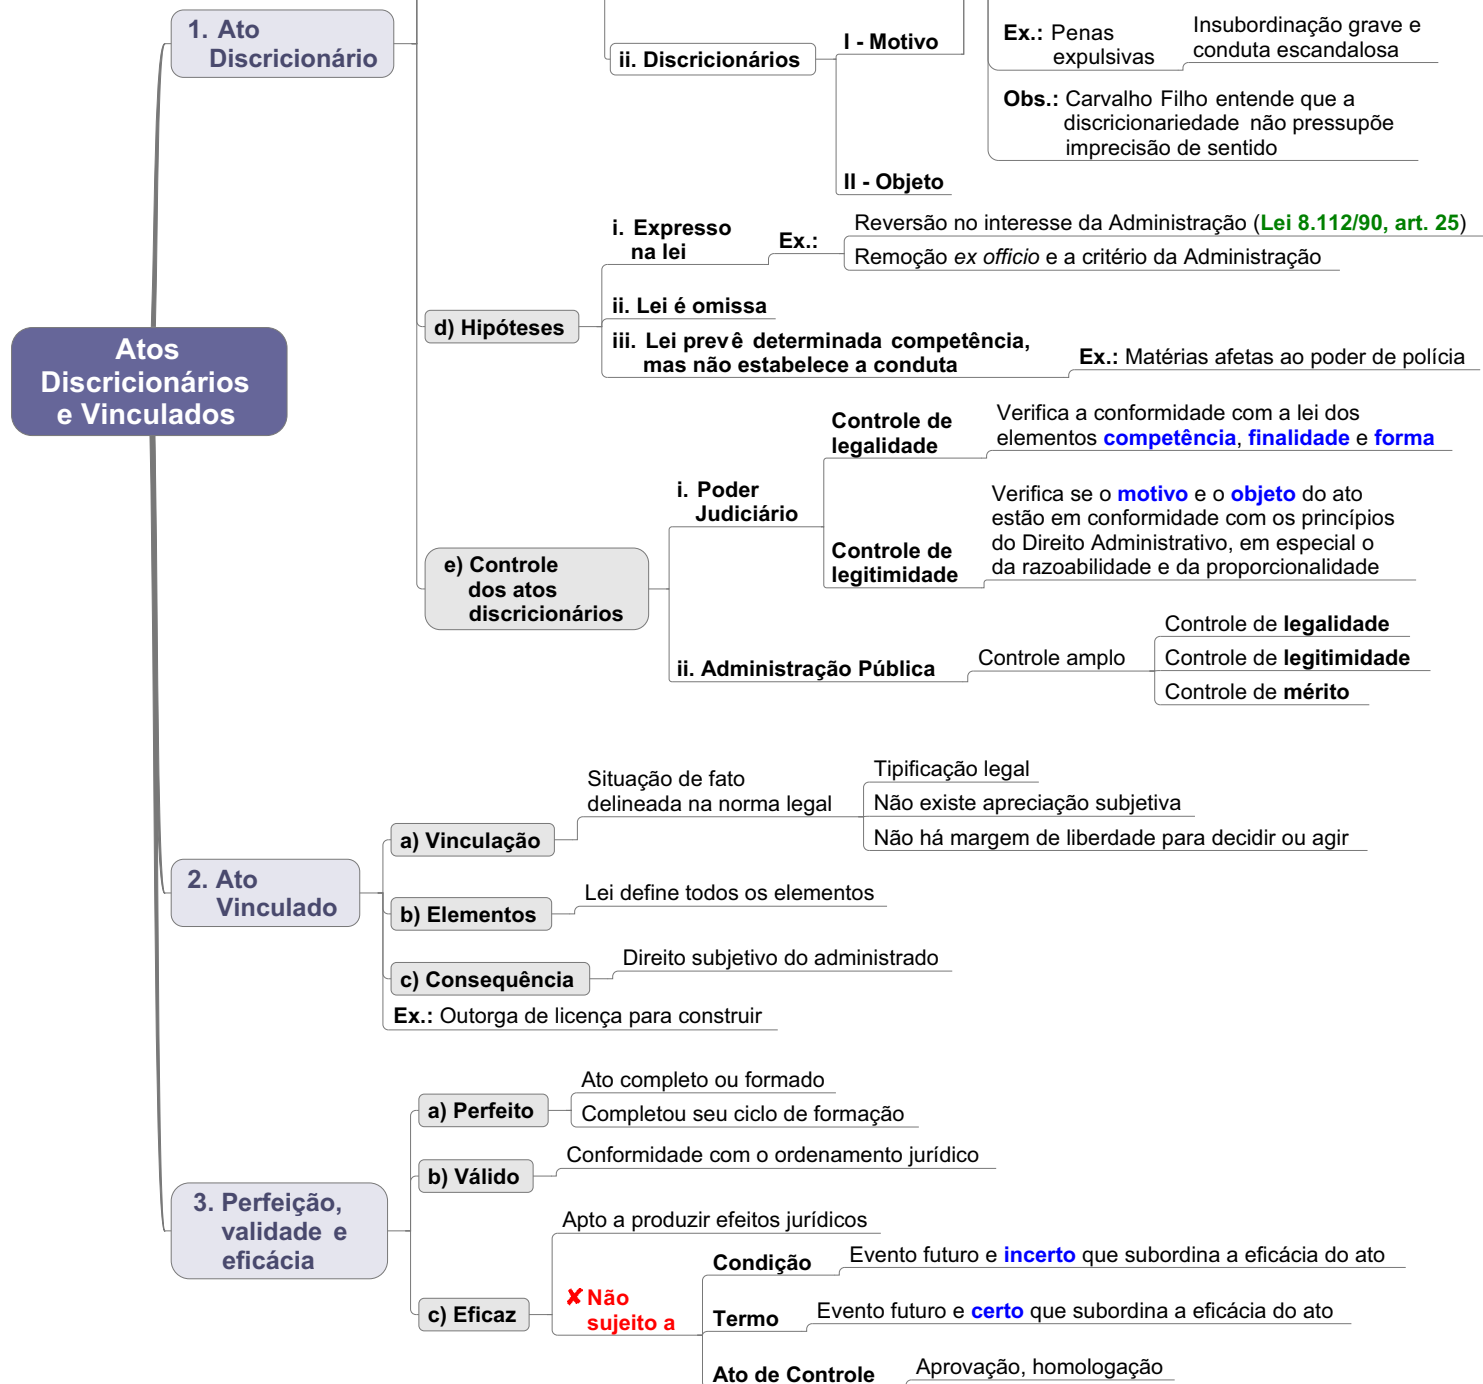 Atos
Discricionários
e Vinculados
1. Ato
Discricionário
ii. Discricionários
I - Motivo
Ex.: Penas
expulsivas
Insubordinação grave e
conduta escandalosa
Obs.: Carvalho Filho entende que a
discricionariedade não pressupõe
imprecisão de sentido
II - Objeto
d) Hipóteses
i. Expresso
na lei
Ex.:
Reversão no interesse da Administração (Lei 8.112/90, art. 25)
Remoção ex officio e a critério da Administração
ii. Lei é omissa
iii. Lei prevê determinada competência,
mas não estabelece a conduta
Ex.: Matérias afetas ao poder de polícia
e) Controle
dos atos
discricionários
i. Poder
Judiciário
Controle de
legalidade
Verifica a conformidade com a lei dos
elementos competência, finalidade e forma
Controle de
legitimidade
Verifica se o motivo e o objeto do ato
estão em conformidade com os princípios
do Direito Administrativo, em especial o
da razoabilidade e da proporcionalidade
ii. Administração Pública
Controle amplo
Controle de legalidade
Controle de legitimidade
Controle de mérito
2. Ato
Vinculado
a) Vinculação
Situação de fato
delineada na norma legal
Tipificação legal
Não existe apreciação subjetiva
Não há margem de liberdade para decidir ou agir
b) Elementos
Lei define todos os elementos
c) Consequência
Direito subjetivo do administrado
Ex.: Outorga de licença para construir
3. Perfeição,
validade e
eficácia
a) Perfeito
Ato completo ou formado
Completou seu ciclo de formação
b) Válido
Conformidade com o ordenamento jurídico
c) Eficaz
Apto a produzir efeitos jurídicos
✘ Não
sujeito a
Condição
Evento futuro e incerto que subordina a eficácia do ato
Termo
Evento futuro e certo que subordina a eficácia do ato
Ato de Controle
Aprovação, homologação